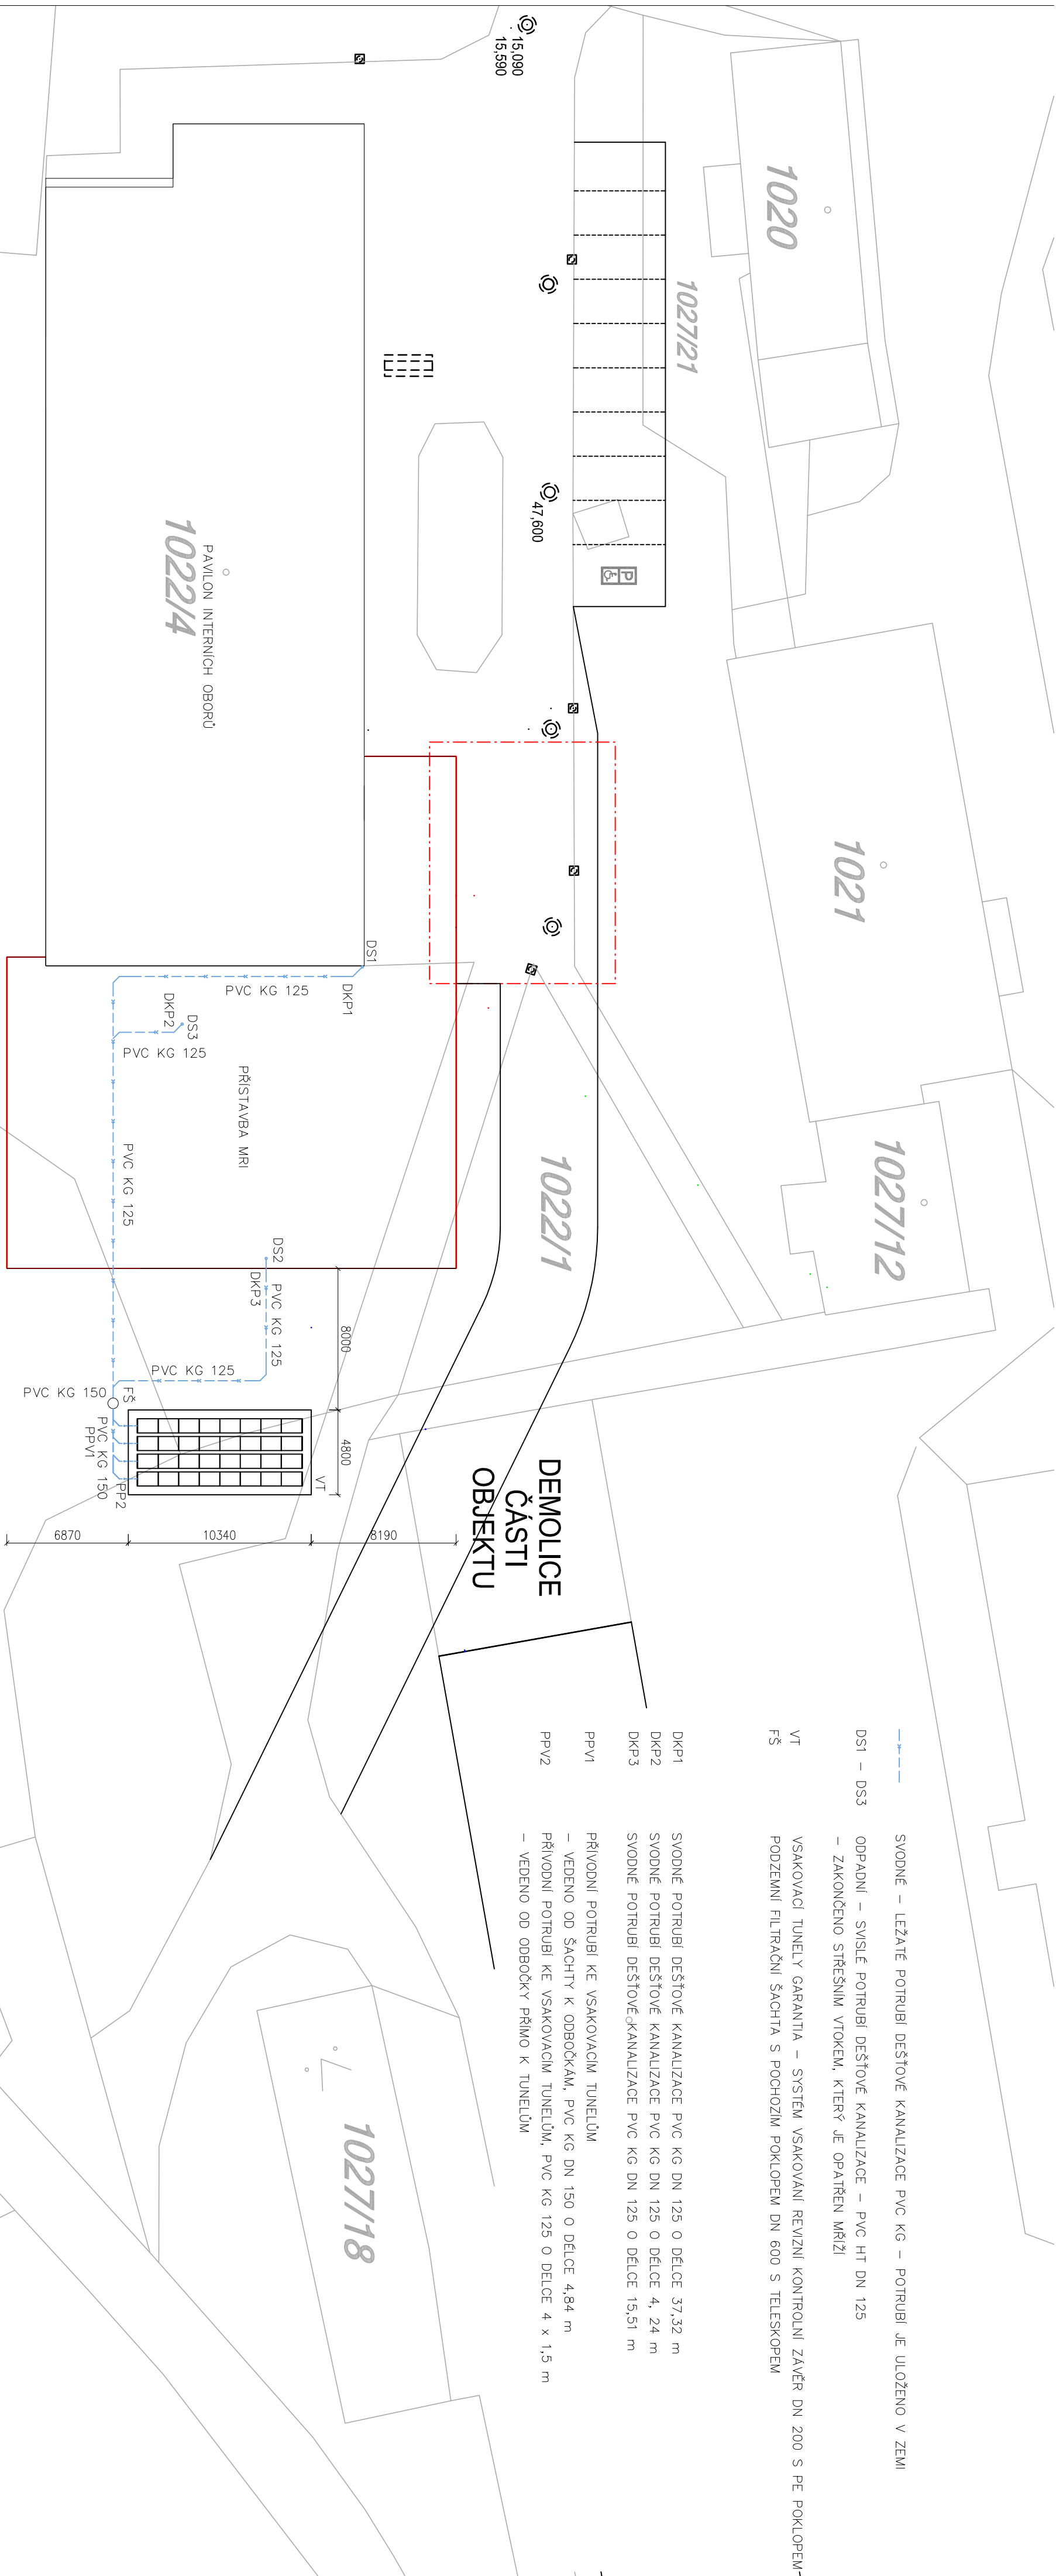 15,090
15,590
1020
1027/21
47,600
P
1022/4
PAVILON INTERNÍCH OBORŮ
1021
1027/12
1022/1
DS1
PVC KG 125
DKP1
DKP2
DS3
PVC KG 125
PŘÍSTAVBA MRI
PVC KG 125
DS2
DKP3
PVC KG 125
8000
PVC KG 125
PVC KG 150
FŠ
4800
PVC KG 150
PPV1
PP2
VT
6870
10340
8190
DEMOLICE
ČÁSTI
OBJEKTU
1027/18
SVODNÉ – LEŽATÉ POTRUBÍ DEŠŤOVÉ KANALIZACE PVC KG – POTRUBÍ JE ULOŽENO V ZEMI
DS1 – DS3 ODPADNÍ – SVISLÉ POTRUBÍ DEŠŤOVÉ KANALIZACE – PVC HT DN 125
– ZAKONČENO STŘEŠNÍM VTOKEM, KTERÝ JE OPATŘEN MŘÍŽÍ
VT VSAKOVACÍ TUNELY GARANTIA – SYSTÉM VSAKOVÁNÍ REVIZNÍ KONTROLNÍ ZÁVĚR DN 200 S PE POKLOPEM
FŠ PODZEMNÍ FILTRAČNÍ ŠACHTA S POCHOZÍM POKLOPEM DN 600 S TELESKOPEM
DKP1 SVODNÉ POTRUBÍ DEŠŤOVÉ KANALIZACE PVC KG DN 125 O DÉLCE 37,32 m
DKP2 SVODNÉ POTRUBÍ DEŠŤOVÉ KANALIZACE PVC KG DN 125 O DÉLCE 4, 24 m
DKP3 SVODNÉ POTRUBÍ DEŠŤOVÉ KANALIZACE PVC KG DN 125 O DÉLCE 15,51 m
PPV1 PŘÍVODNÍ POTRUBÍ KE VSAKOVACÍM TUNELŮM
– VEDENO OD ŠACHTY K ODBOČKÁM, PVC KG DN 150 O DÉLCE 4,84 m
PPV2 PŘÍVODNÍ POTRUBÍ KE VSAKOVACÍM TUNELŮM, PVC KG 125 O DELCE 4 x 1,5 m
– VEDENO OD ODBOČKY PŘÍMO K TUNELŮM